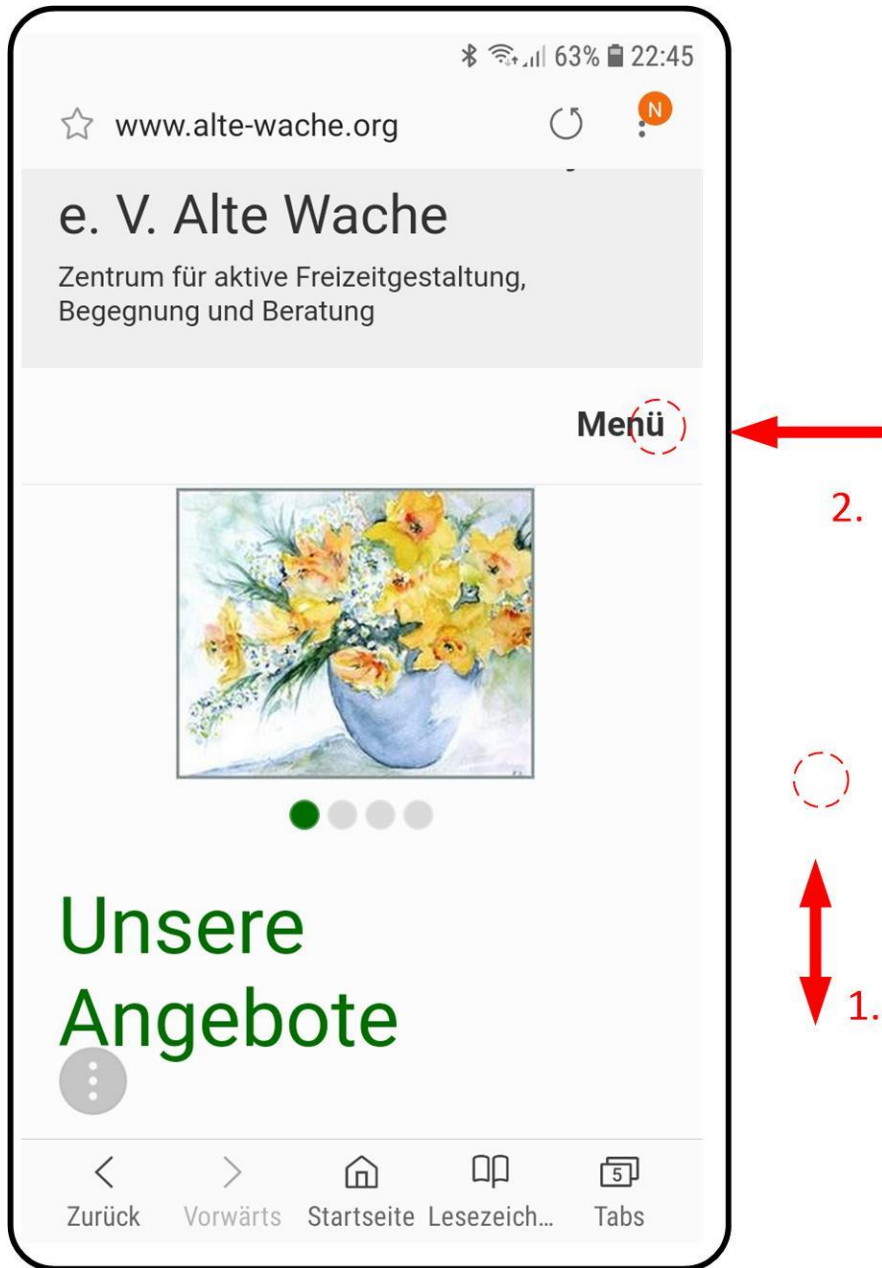 63% 22:45
www.alte-wache.org
N
e. V. Alte Wache
Zentrum für aktive Freizeitgestaltung,
Begegnung und Beratung
Menü
2.
Unsere
Angebote
1.
5
Zurück Vorwärts Startseite Lesezeich... Tabs